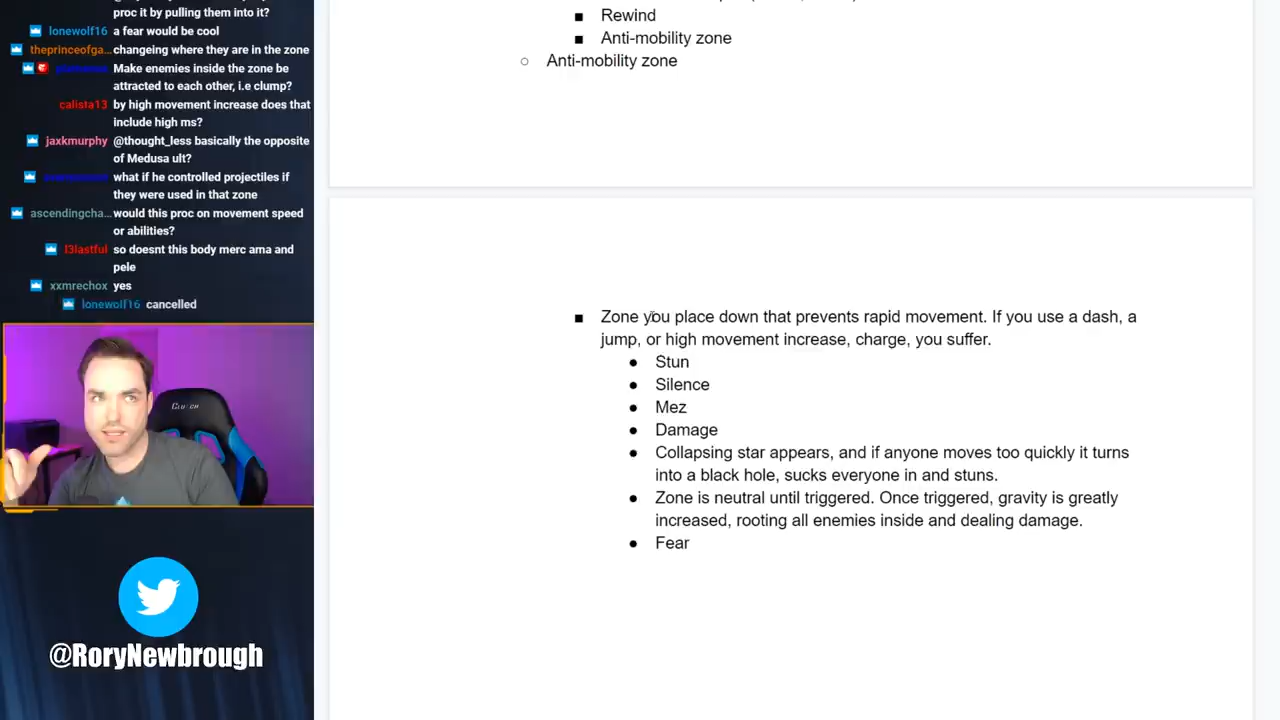 proc it by pulling them into it?
lonewolf16 a fear would be cool
theprinceofga... changeing where they are in the zone
Make enemies inside the zone be
attracted to each other, i.e clump?
calista13 by high movement increase does that
include high ms?
jaxkmurphy @thought_less basically the opposite
of Medusa ult?
what if he controlled projectiles if
they were used in that zone
ascendingcha... would this proc on movement speed
or abilities?
l3lastful so doesnt this body merc ama and
pele
xxmrechox yes
lonewolf16 cancelled
CLUTCH
@RoryNewbrough
Rewind
Anti-mobility zone
Anti-mobility zone
Zone you place down that prevents rapid movement. If you use a dash, a
jump, or high movement increase, charge, you suffer.
Stun
Silence
Mez
Damage
Collapsing star appears, and if anyone moves too quickly it turns
into a black hole, sucks everyone in and stuns.
Zone is neutral until triggered. Once triggered, gravity is greatly
increased, rooting all enemies inside and dealing damage.
Fear